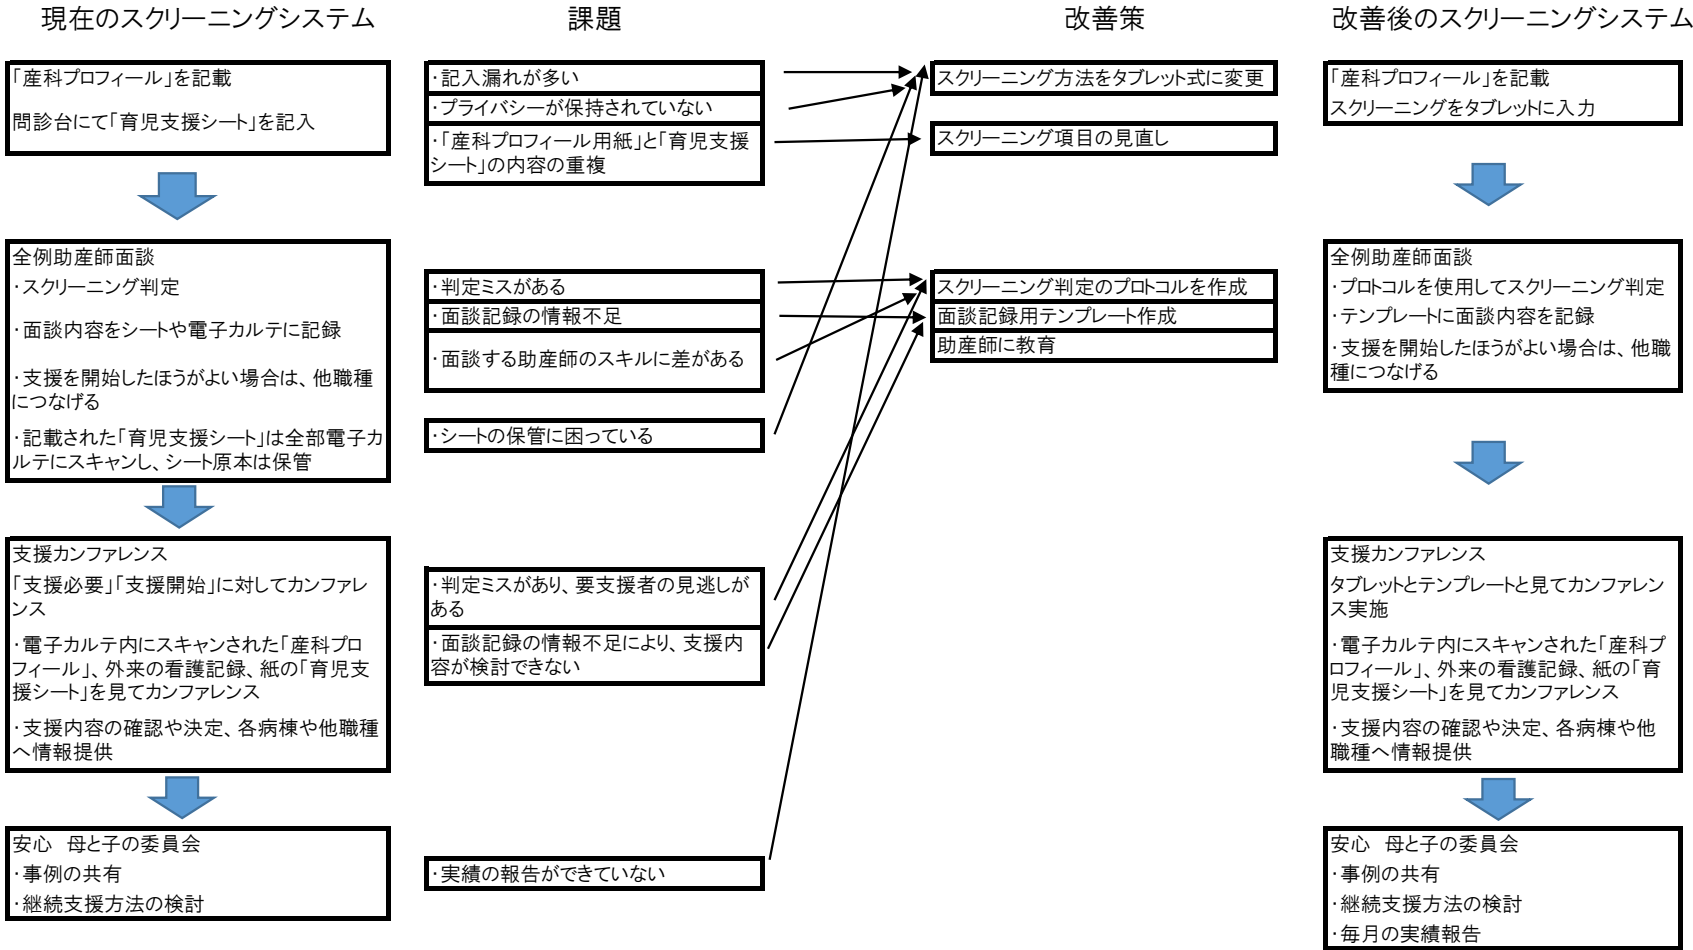 現在のスクリーニングシステム
課題
改善策
改善後のスクリーニングシステム
「産科プロフィール」を記載
問診台にて「育児支援シート」を記入
全例助産師面談
・スクリーニング判定
・面談内容をシートや電子カルテに記録
・支援を開始したほうがよい場合は、他職
種につなげる
・記載された「育児支援シート」は全部電子カ
ルテにスキャンし、シート原本は保管
支援カンファレンス
「支援必要」「支援開始」に対してカンファレ
ンス
・電子カルテ内にスキャンされた「産科プロ
フィール」、外来の看護記録、紙の「育児支
援シート」を見てカンファレンス
・支援内容の確認や決定、各病棟や他職種
へ情報提供
安心　母と子の委員会
・事例の共有
・継続支援方法の検討
・記入漏れが多い
・プライバシーが保持されていない
・「産科プロフィール用紙」と「育児支援
シート」の内容の重複
・判定ミスがある
・面談記録の情報不足
・面談する助産師のスキルに差がある
・シートの保管に困っている
・判定ミスがあり、要支援者の見逃しが
ある
・面談記録の情報不足により、支援内
容が検討できない
・実績の報告ができていない
スクリーニング方法をタブレット式に変更
スクリーニング項目の見直し
スクリーニング判定のプロトコルを作成
面談記録用テンプレート作成
助産師に教育
「産科プロフィール」を記載
スクリーニングをタブレットに入力
全例助産師面談
・プロトコルを使用してスクリーニング判定
・テンプレートに面談内容を記録
・支援を開始したほうがよい場合は、他職
種につなげる
支援カンファレンス
タブレットとテンプレートと見てカンファレン
ス実施
・電子カルテ内にスキャンされた「産科プ
ロフィール」、外来の看護記録、紙の「育
児支援シート」を見てカンファレンス
・支援内容の確認や決定、各病棟や他
職種へ情報提供
安心　母と子の委員会
・事例の共有
・継続支援方法の検討
・毎月の実績報告